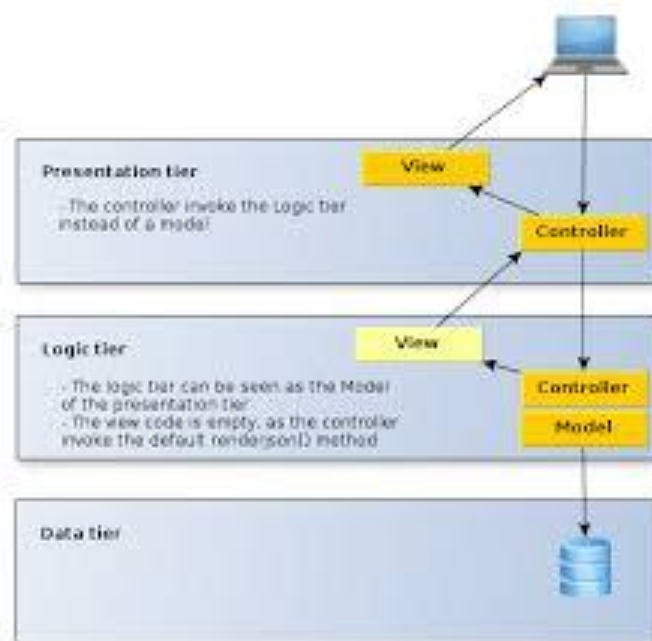 Presentation tier
- The controller invoke the Logic tier
instead of a model
View
Controller
Logic tier
- The logic tier can be seen as the Model
of the presentation tier
- The view code is empty, as the controller
invoke the default renderjson() method
View
Controller
Model
Data tier